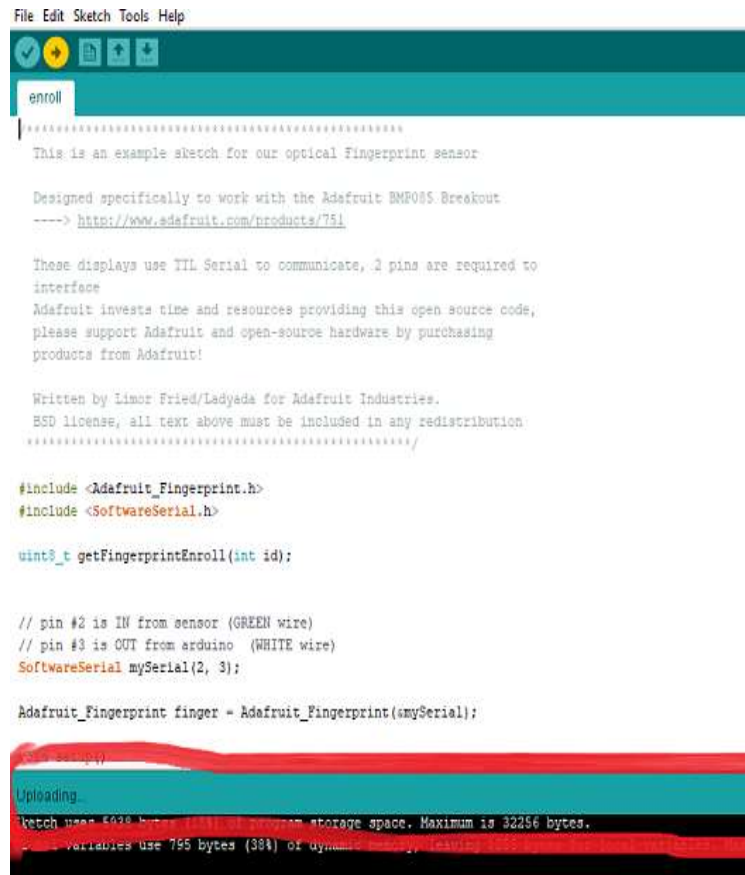 File Edit Sketch Tools Help
enroll
/***************************************************
This is an example sketch for our optical Fingerprint sensor
Designed specifically to work with the Adafruit BMP085 Breakout
----> http://www.adafruit.com/products/751
These displays use TTL Serial to communicate, 2 pins are required to
interface
Adafruit invests time and resources providing this open source code,
please support Adafruit and open-source hardware by purchasing
products from Adafruit!
Written by Limor Fried/Ladyada for Adafruit Industries.
BSD license, all text above must be included in any redistribution
****************************************************/
#include <Adafruit_Fingerprint.h>
#include <SoftwareSerial.h>
uint8_t getFingerprintEnroll(int id);
// pin #2 is IN from sensor (GREEN wire)
// pin #3 is OUT from arduino (WHITE wire)
SoftwareSerial mySerial(2, 3);
Adafruit_Fingerprint finger = Adafruit_Fingerprint(&mySerial);
void setup()
Uploading...
Sketch uses bytes of program storage space. Maximum is 32256 bytes.
variables use 795 bytes (38%) of dynamic